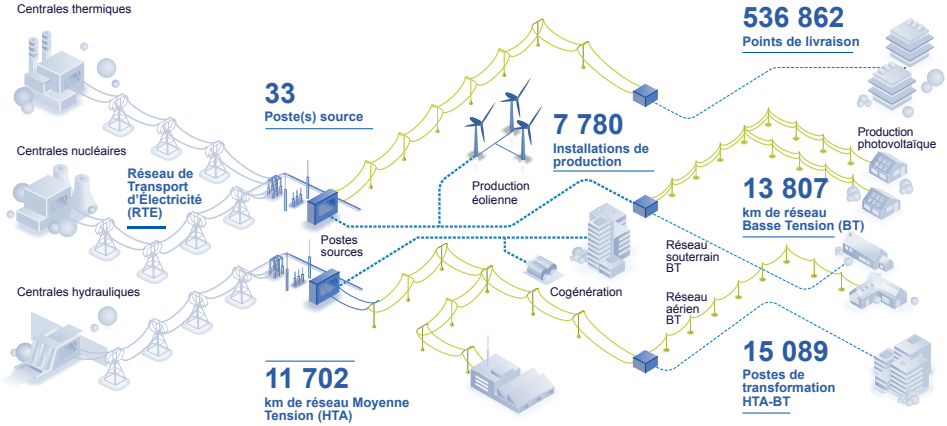 Centrales thermiques
536 862
Points de livraison
33
Poste(s) source
7 780
Installations de
production
Production
photovoltaïque
Centrales nucléaires
Réseau de
Transport
d'Électricité
(RTE)
Production
éolienne
13 807
km de réseau
Basse Tension (BT)
Postes
sources
Réseau
souterrain
BT
Centrales hydrauliques
Cogénération
Réseau
aérien
BT
11 702
km de réseau Moyenne
Tension (HTA)
15 089
Postes de
transformation
HTA-BT